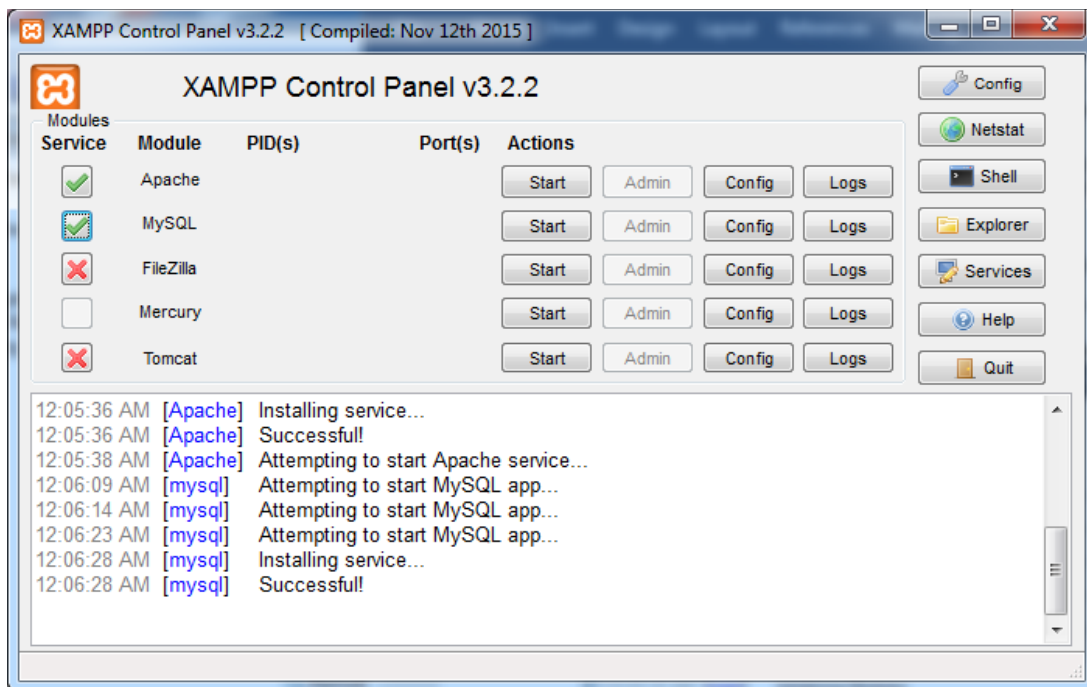 XAMPP Control Panel v3.2.2 [ Compiled: Nov 12th 2015 ]
XAMPP Control Panel v3.2.2
Config
Modules
Service Module PID(s) Port(s) Actions
Netstat
Apache Start Admin Config Logs
Shell
MySQL Start Admin Config Logs
Explorer
FileZilla Start Admin Config Logs
Services
Mercury Start Admin Config Logs
Help
Tomcat Start Admin Config Logs
Quit
12:05:36 AM [Apache] Installing service...
12:05:36 AM [Apache] Successful!
12:05:38 AM [Apache] Attempting to start Apache service...
12:06:09 AM [mysql] Attempting to start MySQL app...
12:06:14 AM [mysql] Attempting to start MySQL app...
12:06:23 AM [mysql] Attempting to start MySQL app...
12:06:28 AM [mysql] Installing service...
12:06:28 AM [mysql] Successful!